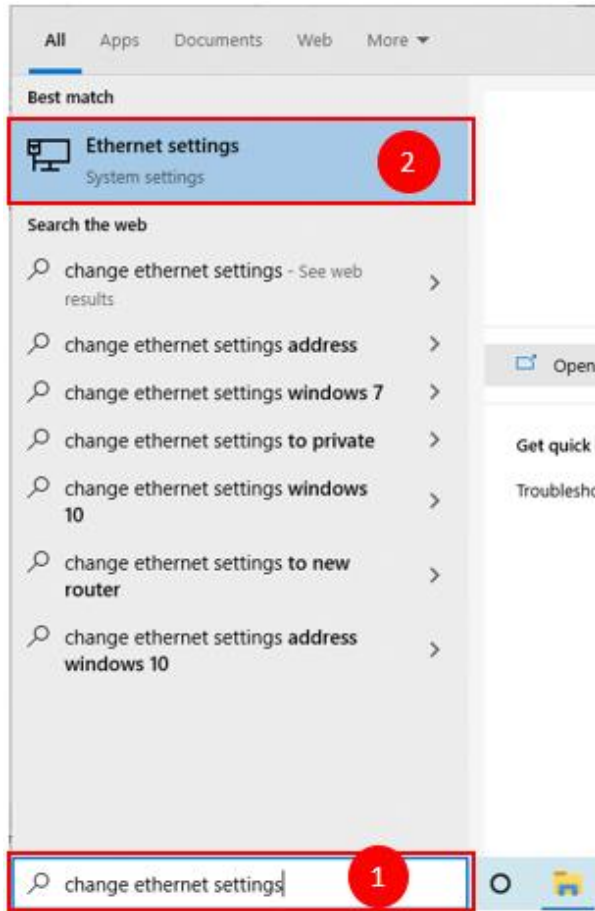 All Apps Documents Web More
Best match
Ethernet settings
System settings
2
Search the web
change ethernet settings - See web
results
change ethernet settings address
change ethernet settings windows 7
change ethernet settings to private
change ethernet settings windows
10
change ethernet settings to new
router
change ethernet settings address
windows 10
Open
Get quick
change ethernet settings
1